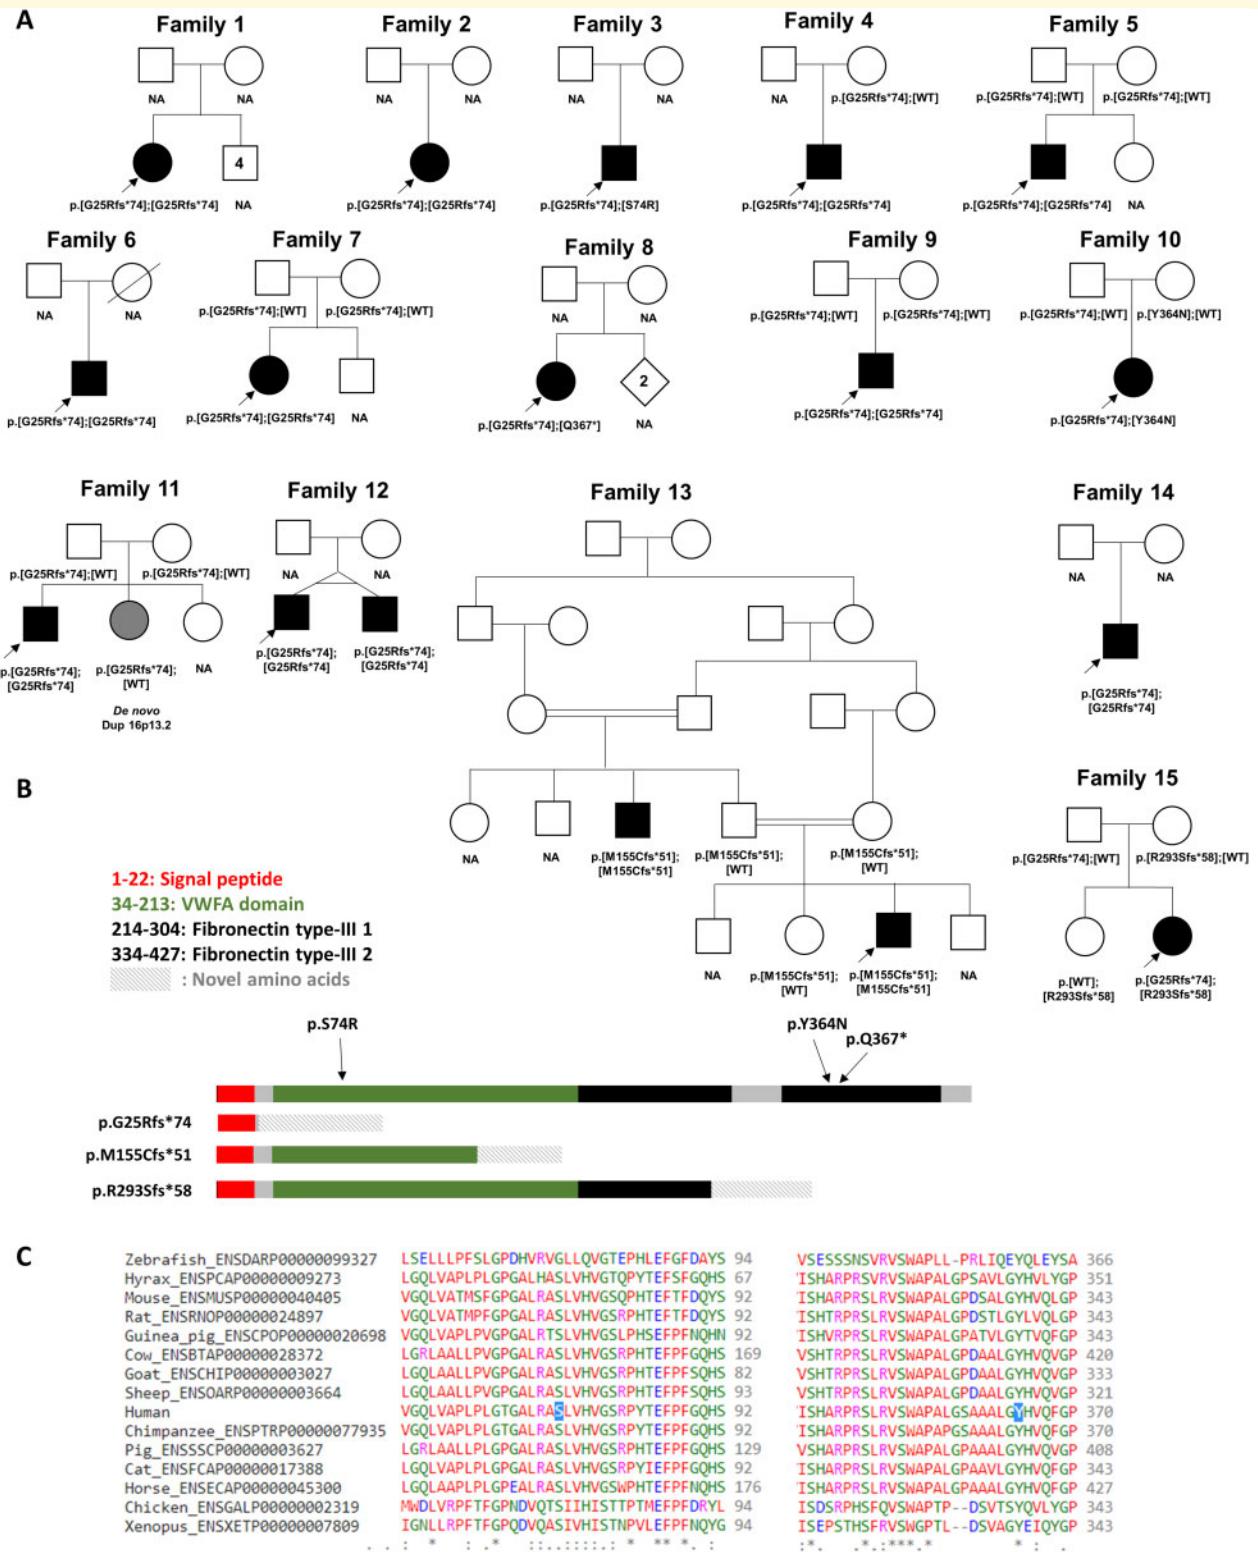 A
Family 1
Family 2
Family 3
Family 4
Family 5
NA NA NA NA NA NA NA p.[G25Rfs*74];[WT] p.[G25Rfs*74];[WT] p.[G25Rfs*74];[WT]
4
p.[G25Rfs*74];[G25Rfs*74] NA p.[G25Rfs*74];[G25Rfs*74] p.[G25Rfs*74];[S74R] p.[G25Rfs*74];[G25Rfs*74] p.[G25Rfs*74];[G25Rfs*74] NA
Family 6
Family 7
Family 8
Family 9
Family 10
NA NA p.[G25Rfs*74];[WT] p.[G25Rfs*74];[WT] NA NA p.[G25Rfs*74];[WT] p.[G25Rfs*74];[WT] p.[G25Rfs*74];[WT] p.[Y364N];[WT]
2
p.[G25Rfs*74];[G25Rfs*74] p.[G25Rfs*74];[G25Rfs*74] NA p.[G25Rfs*74];[Q367*] NA p.[G25Rfs*74];[G25Rfs*74] p.[G25Rfs*74];[Y364N]
Family 11
p.[G25Rfs*74];[WT] p.[G25Rfs*74];[WT]
p.[G25Rfs*74];
[G25Rfs*74]
p.[G25Rfs*74];
[WT]
De novo
Dup 16p13.2
NA
Family 12
NA NA
p.[G25Rfs*74];
[G25Rfs*74]
p.[G25Rfs*74];
[G25Rfs*74]
Family 13
NA
NA
p.[M155Cfs*51];
[M155Cfs*51]
p.[M155Cfs*51];
[WT]
p.[M155Cfs*51];
[WT]
NA
p.[M155Cfs*51];
[WT]
p.[M155Cfs*51];
[M155Cfs*51]
NA
Family 14
NA NA
p.[G25Rfs*74];
[G25Rfs*74]
Family 15
p.[G25Rfs*74];[WT] p.[R293Sfs*58];[WT]
p.[WT];
[R293Sfs*58]
p.[G25Rfs*74];
[R293Sfs*58]
B
1-22: Signal peptide
34-213: VWFA domain
214-304: Fibronectin type-III 1
334-427: Fibronectin type-III 2
: Novel amino acids
p.S74R
p.Y364N
p.Q367*
p.G25Rfs*74
p.M155Cfs*51
p.R293Sfs*58
C
Zebrafish_ENSDARP00000099327 LSELLLPFSLGPDHVRVGLLQVGTEPHLEFGFDAYS 94 VSESSSNSVRVSWAPLL-PRLIQEYQLEYSA 366
Hyrax_ENSPCAP00000009273 LGQLVAPLPLGPGALHASLVHVGTQPYTEFSFGQHS 67 ISHARPRSVRVSWAPALGPSAVLGYHVLYGP 351
Mouse_ENSMUSP00000040405 VGQLVATMSFGPGALRASLVHVGSQPHTEFTFDQYS 92 ISHARPRSLRVSWAPALGPDSALGYHVQLGP 343
Rat_ENSRNOP00000024897 VGQLVATMPFGPGALRASLVHVGSRPHTEFTFDQYS 92 ISHTRPRSLRVSWAPALGPDSTLGYLVQLGP 343
Guinea_pig_ENSCPOP00000020698 VGQLVAPLPVGPGALRTSLVHVGSLPHSEFPFNQHN 92 ISHVRPRSLRVSWAPALGPATVLGYTVQFGP 343
Cow_ENSBTAP00000028372 LGRLAALLPVGPGALRASLVHVGSRPHTEFPFSQHS 169 VSHTRPRSLRVSWAPALGPDAALGYHVQVGP 420
Goat_ENSCHIP00000003027 LGQLAALLPVGPGALRASLVHVGSRPHTEFPFSQHS 82 VSHTRPRSLRVSWAPALGPDAALGYHVQVGP 333
Sheep_ENSOARP00000003664 LGQLAALLPVGPGALRASLVHVGSRPHTEFPFSQHS 93 VSHTRPRSLRVSWAPALGPDAALGYHVQVGP 321
Human VGQLVAPLPLGTGALRASLVHVGSRPYTEFPFGQHS 92 ISHARPRSLRVSWAPALGSAAALGYHVQFGP 370
Chimpanzee_ENSPTRP00000077935 VGQLVAPLPLGTGALRASLVHVGSRPYTEFPFGQHS 92 ISHARPRSLRVSWAPAPGSAAALGYHVQFGP 370
Pig_ENSSSCP00000003627 LGRLAALLPVGPGALRASLVHVGSRPHTEFPFGQHS 129 VSHARPRSLRVSWAPALGPAAALGYHVQVGP 408
Cat_ENSFCAP00000017388 LGQLVAPLPLGPGALRASLVHVGSRPYIEFPFGQHS 92 ISHARPRSLRVSWAPALGPAAVLGYHVQFGP 343
Horse_ENSECAP00000045300 LGQLAAPLPLGPEALRASLVHVGSWPHTEFPFGQHS 176 ISHARPRSLRVSWAPALGPAAALGYHVQFGP 427
Chicken_ENSGALP00000002319 MWDLVRPFTFGPNDVQTSIIHISTTPTMEFPFDRYL 94 ISDSRPHSFQVSWAPTP--DSVTSYQVLYGP 343
Xenopus_ENSXETP00000007809 IGNLLRPFTFGPQDVQASIVHISTNPVLEFPFNQYG 94 ISEPSTHSFRVSWGPTL--DSVAGYEIQYGP 343